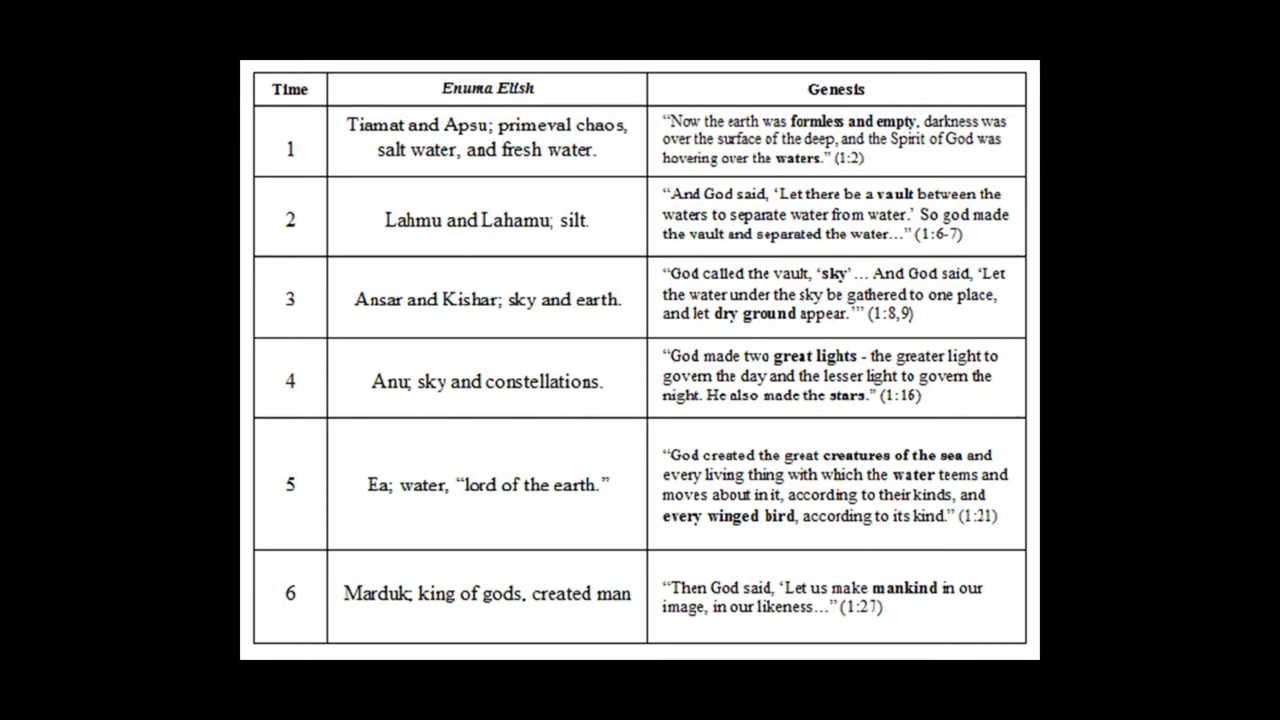 Time Enuma Elish Genesis
1
Tiamat and Apsu; primeval chaos,
salt water, and fresh water.
“Now the earth was formless and empty, darkness was
over the surface of the deep, and the Spirit of God was
hovering over the waters.” (1:2)
2
Lahmu and Lahamu; silt.
“And God said, ‘Let there be a vault between the
waters to separate water from water.’ So god made
the vault and separated the water…” (1:6-7)
3
Ansar and Kishar; sky and earth.
“God called the vault, ‘sky’… And God said, ‘Let
the water under the sky be gathered to one place,
and let dry ground appear.’” (1:8,9)
4
Anu; sky and constellations.
“God made two great lights - the greater light to
govern the day and the lesser light to govern the
night. He also made the stars.” (1:16)
5
Ea; water, “lord of the earth.”
“God created the great creatures of the sea and
every living thing with which the water teems and
moves about in it, according to their kinds, and
every winged bird, according to its kind.” (1:21)
6
Marduk; king of gods, created man
“Then God said, ‘Let us make mankind in our
image, in our likeness…” (1:27)